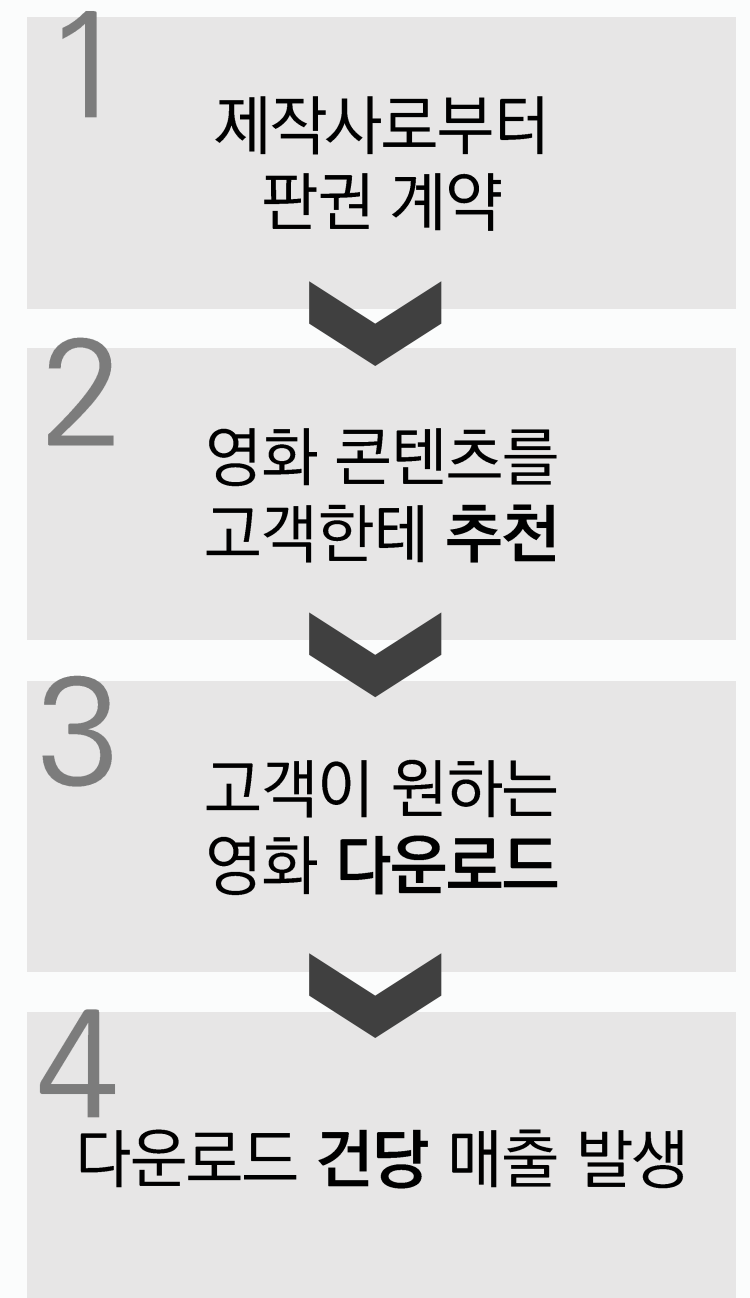 1
제작사로부터
판권 계약
2
영화 콘텐츠를
고객한테 추천
3
고객이 원하는
영화 다운로드
4
다운로드 건당 매출 발생